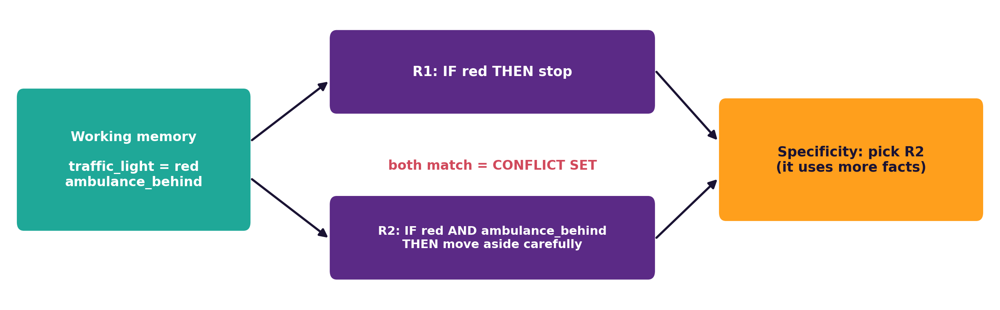 Working memory
traffic_light = red
ambulance_behind
R1: IF red THEN stop
both match = CONFLICT SET
R2: IF red AND ambulance_behind
THEN move aside carefully
Specificity: pick R2
(it uses more facts)